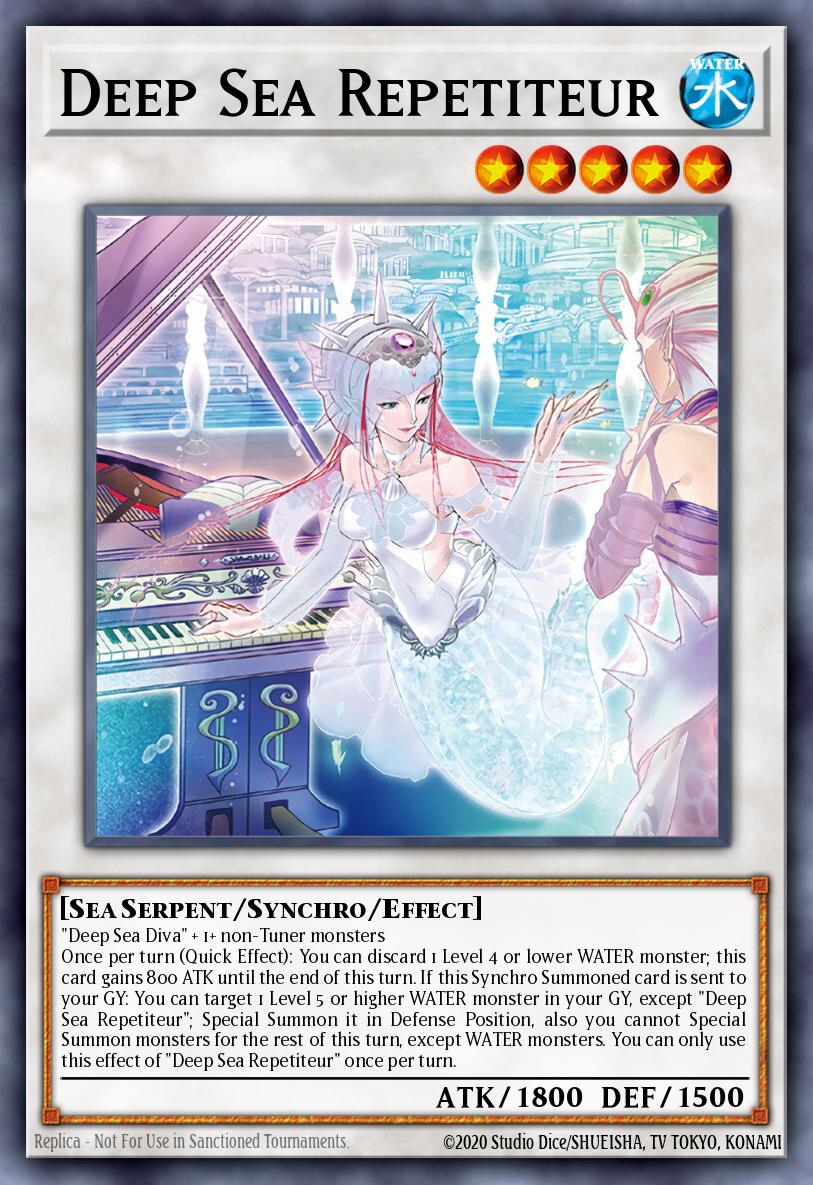 Deep Sea Repetiteur
WATER
水
[Sea Serpent/Synchro/Effect]
"Deep Sea Diva" + 1+ non-Tuner monsters
Once per turn (Quick Effect): You can discard 1 Level 4 or lower WATER monster; this
card gains 800 ATK until the end of this turn. If this Synchro Summoned card is sent to
your GY: You can target 1 Level 5 or higher WATER monster in your GY, except "Deep
Sea Repetiteur"; Special Summon it in Defense Position, also you cannot Special
Summon monsters for the rest of this turn, except WATER monsters. You can only use
this effect of "Deep Sea Repetiteur" once per turn.
ATK/1800 DEF/1500
Replica - Not For Use in Sanctioned Tournaments.
©2020 Studio Dice/SHUEISHA, TV TOKYO, KONAMI